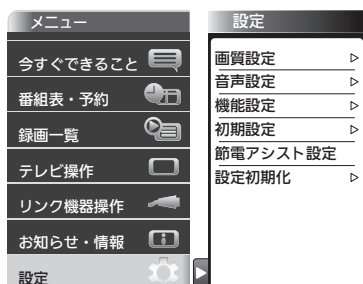 メニュー
今すぐできること
番組表・予約
録画一覧
テレビ操作
リンク機器操作
お知らせ・情報
設定
設定
画質設定
音声設定
機能設定
初期設定
節電アシスト設定
設定初期化